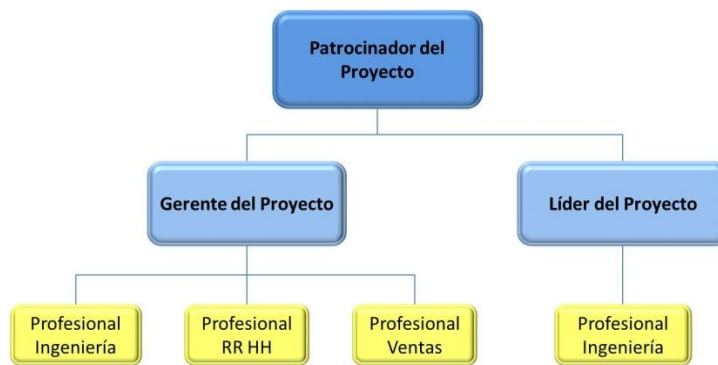 Patrocinador del
Proyecto
Gerente del Proyecto
Líder del Proyecto
Profesional
Ingeniería
Profesional
RR HH
Profesional
Ventas
Profesional
Ingeniería